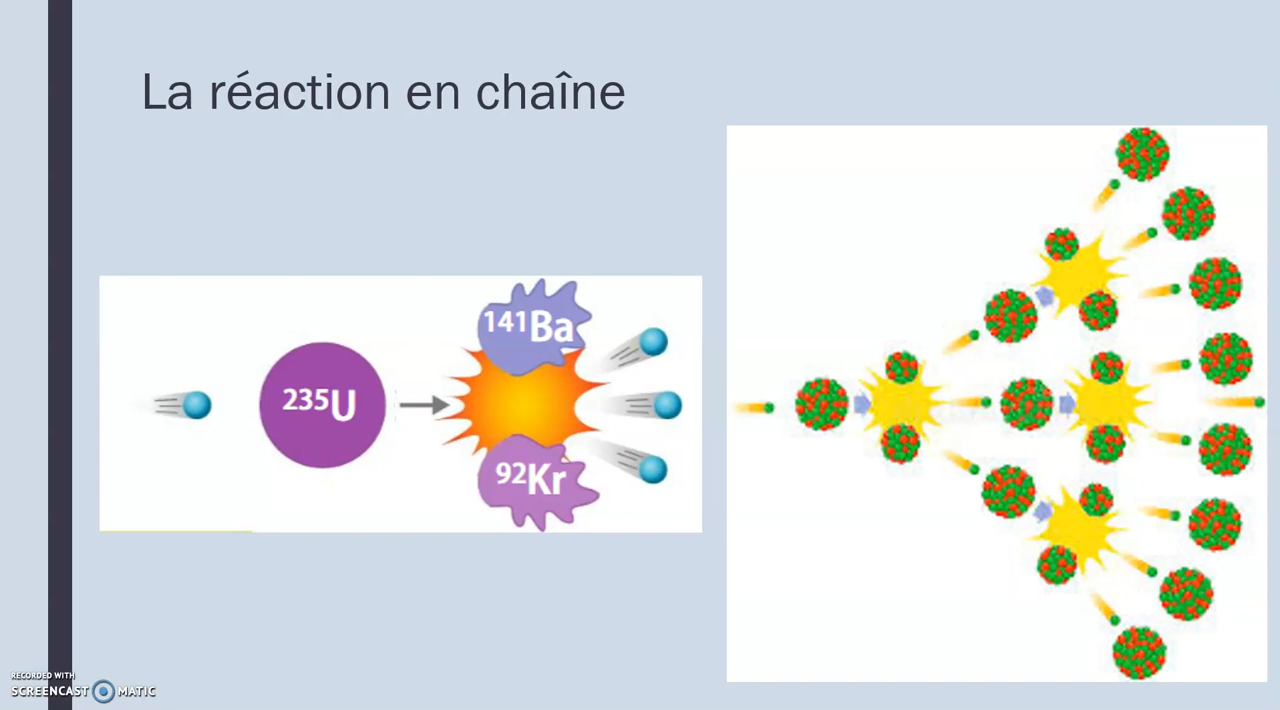 La réaction en chaîne
141Ba
235U
92Kr
RECORDED WITH
SCREENCAST MATIC